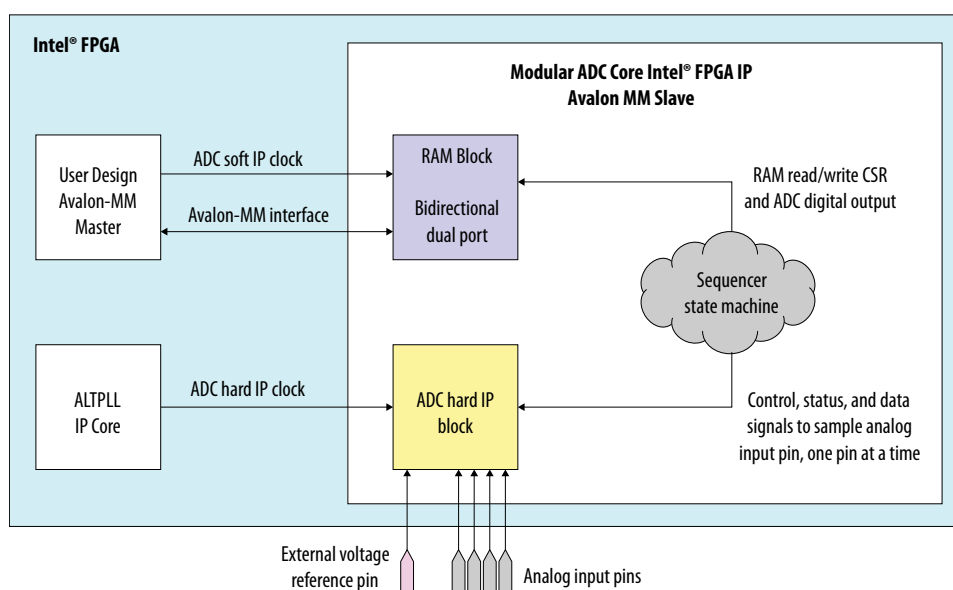 Intel® FPGA
Modular ADC Core Intel® FPGA IP
Avalon MM Slave
User Design
Avalon-MM
Master
ADC soft IP clock
Avalon-MM interface
RAM Block
Bidirectional
dual port
RAM read/write CSR
and ADC digital output
Sequencer
state machine
ALTPLL
IP Core
ADC hard IP clock
ADC hard IP
block
Control, status, and data
signals to sample analog
input pin, one pin at a time
External voltage
reference pin
Analog input pins